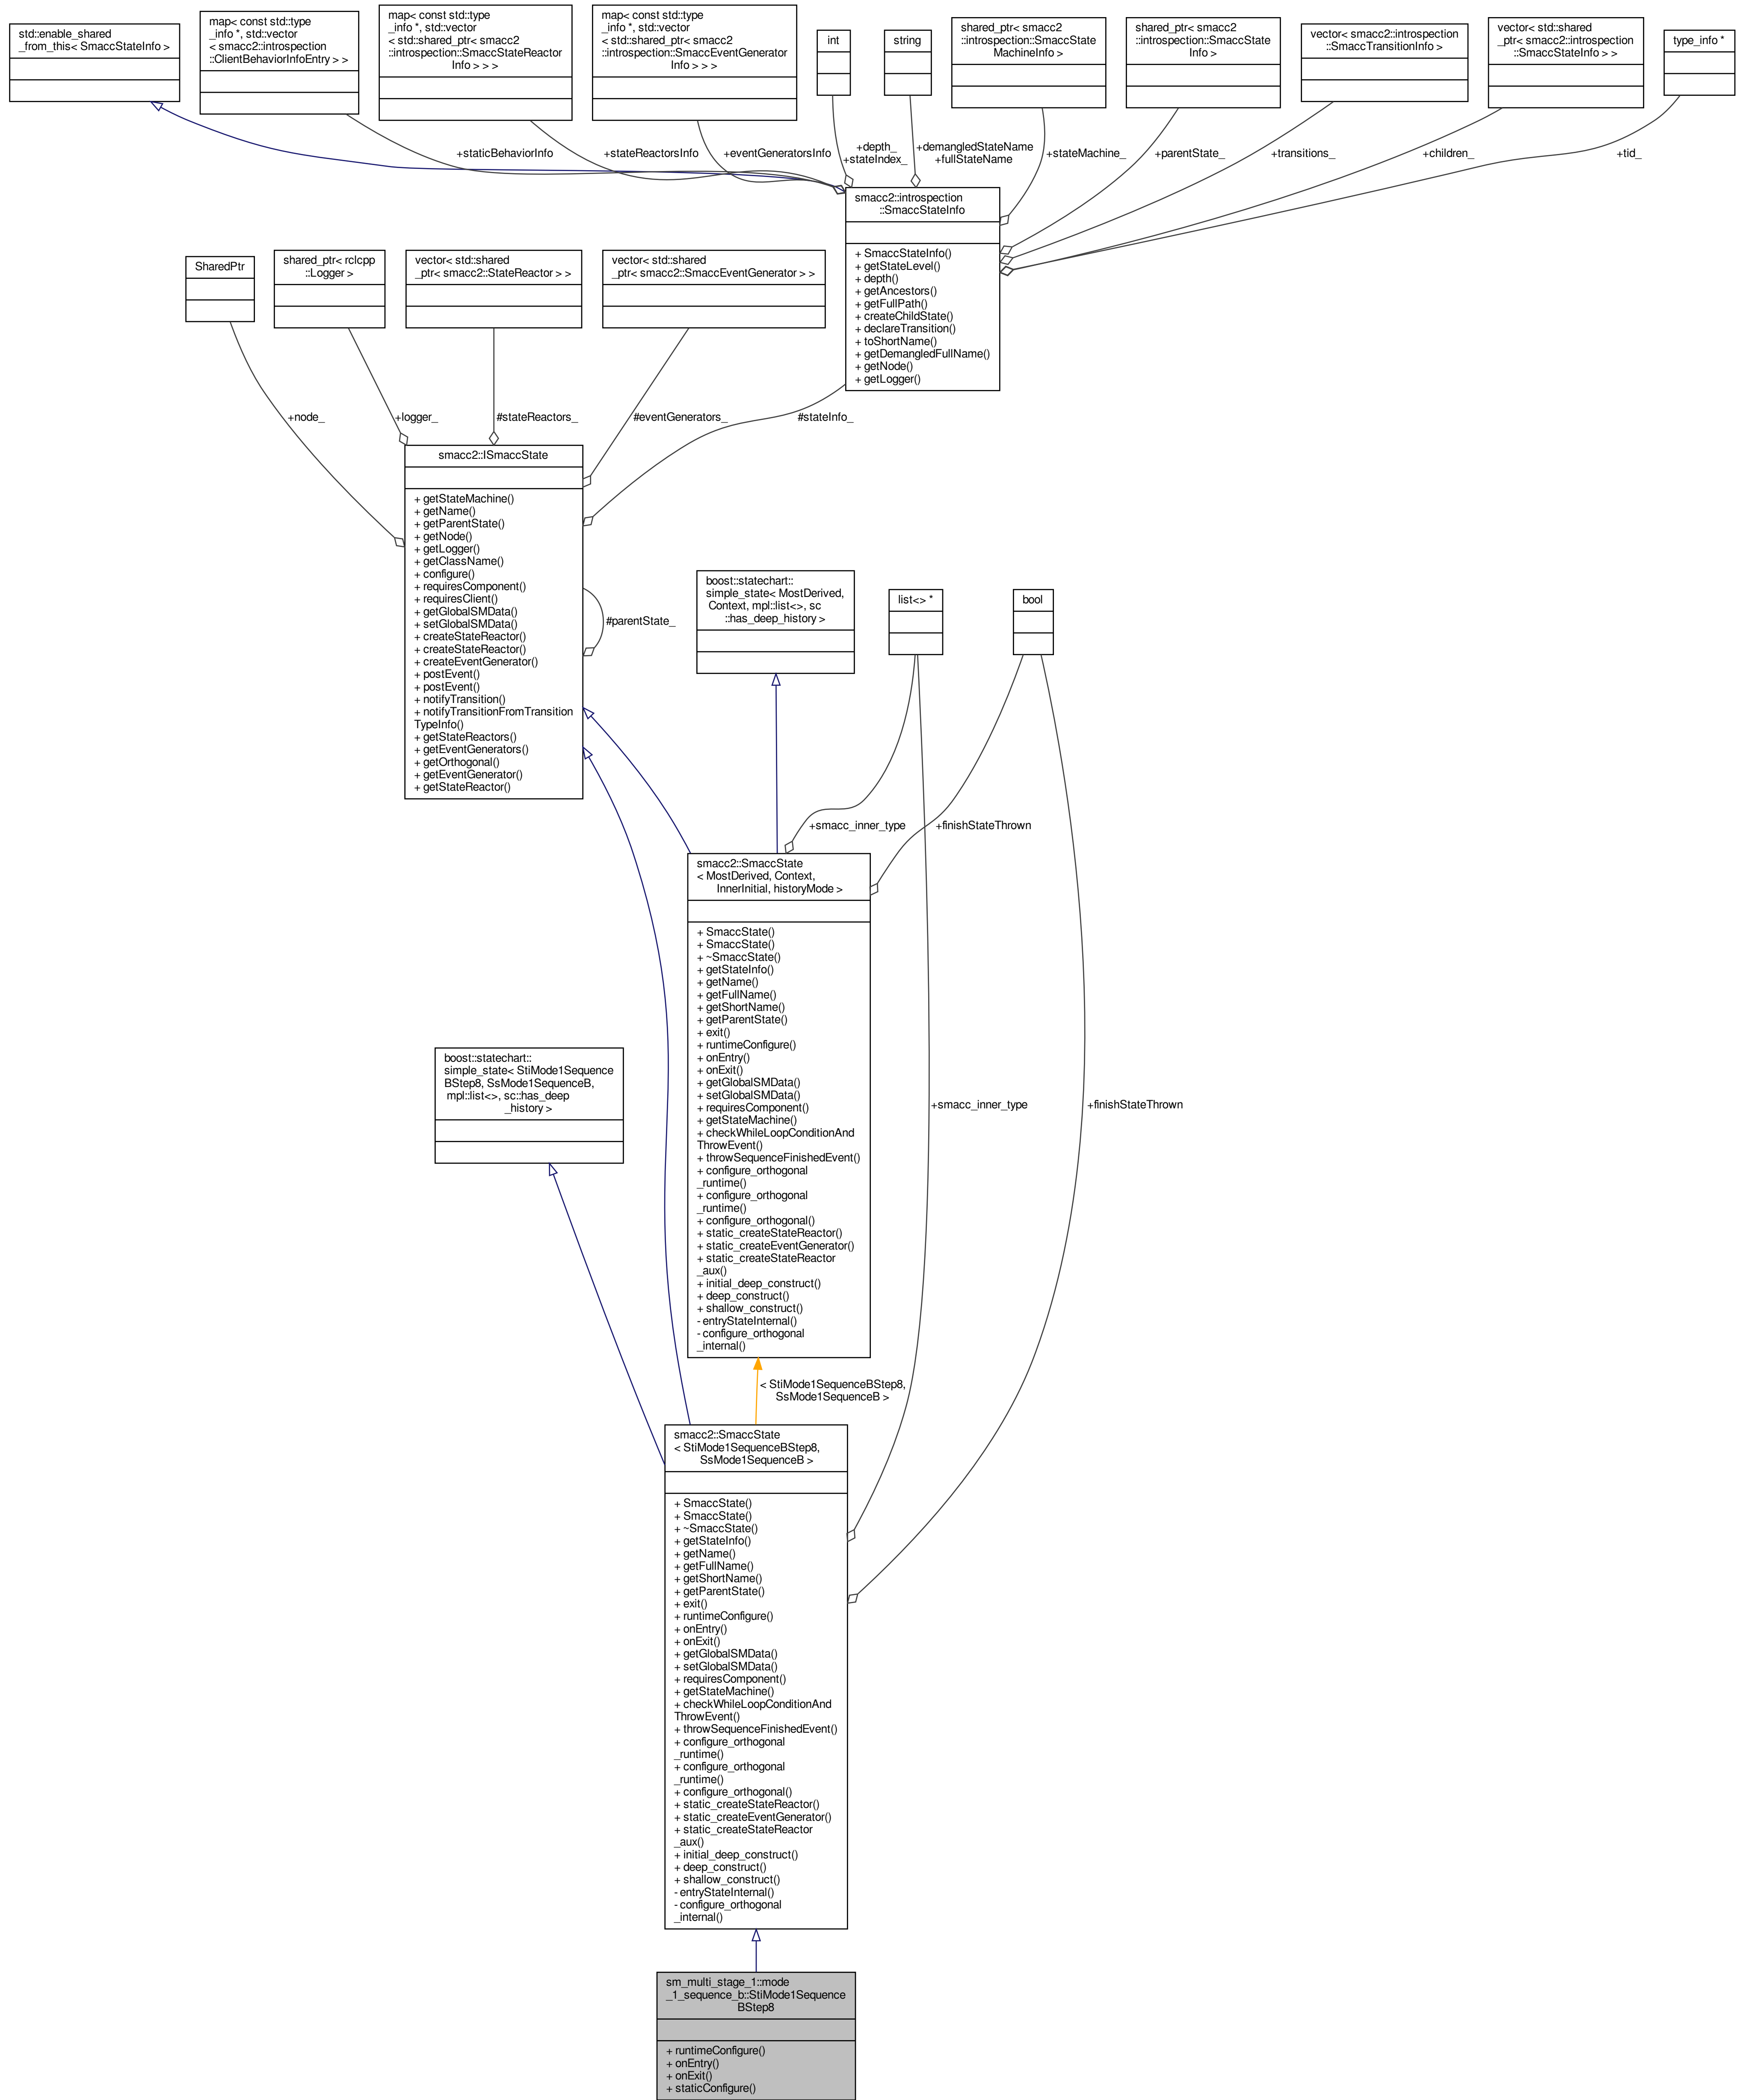 std::enable_shared
_from_this< SmaccStateInfo >
map< const std::type
_info *, std::vector
< smacc2::introspection
::ClientBehaviorInfoEntry > >
map< const std::type
_info *, std::vector
< std::shared_ptr< smacc2
::introspection::SmaccStateReactor
Info > > >
map< const std::type
_info *, std::vector
< std::shared_ptr< smacc2
::introspection::SmaccEventGenerator
Info > > >
int
string
shared_ptr< smacc2
::introspection::SmaccState
MachineInfo >
shared_ptr< smacc2
::introspection::SmaccState
Info >
vector< smacc2::introspection
::SmaccTransitionInfo >
vector< std::shared
_ptr< smacc2::introspection
::SmaccStateInfo > >
type_info *
+staticBehaviorInfo
+stateReactorsInfo
+eventGeneratorsInfo
+depth_
+stateIndex_
+demangledStateName
+fullStateName
+stateMachine_
+parentState_
+transitions_
+children_
+tid_
smacc2::introspection
::SmaccStateInfo
+ SmaccStateInfo()
+ getStateLevel()
+ depth()
+ getAncestors()
+ getFullPath()
+ createChildState()
+ declareTransition()
+ toShortName()
+ getDemangledFullName()
+ getNode()
+ getLogger()
SharedPtr
shared_ptr< rclcpp
::Logger >
vector< std::shared
_ptr< smacc2::StateReactor > >
vector< std::shared
_ptr< smacc2::SmaccEventGenerator > >
+node_
+logger_
#stateReactors_
#eventGenerators_
#stateInfo_
smacc2::ISmaccState
+ getStateMachine()
+ getName()
+ getParentState()
+ getNode()
+ getLogger()
+ getClassName()
+ configure()
+ requiresComponent()
+ requiresClient()
+ getGlobalSMData()
+ setGlobalSMData()
+ createStateReactor()
+ createStateReactor()
+ createEventGenerator()
+ postEvent()
+ postEvent()
+ notifyTransition()
+ notifyTransitionFromTransition
TypeInfo()
+ getStateReactors()
+ getEventGenerators()
+ getOrthogonal()
+ getEventGenerator()
+ getStateReactor()
#parentState_
boost::statechart::
simple_state< MostDerived,
Context, mpl::list<>, sc
::has_deep_history >
list<> *
bool
+smacc_inner_type
+finishStateThrown
smacc2::SmaccState
< MostDerived, Context,
InnerInitial, historyMode >
+ SmaccState()
+ SmaccState()
+ ~SmaccState()
+ getStateInfo()
+ getName()
+ getFullName()
+ getShortName()
+ getParentState()
+ exit()
+ runtimeConfigure()
+ onEntry()
+ onExit()
+ getGlobalSMData()
+ setGlobalSMData()
+ requiresComponent()
+ getStateMachine()
+ checkWhileLoopConditionAnd
ThrowEvent()
+ throwSequenceFinishedEvent()
+ configure_orthogonal
_runtime()
+ configure_orthogonal
_runtime()
+ configure_orthogonal()
+ static_createStateReactor()
+ static_createEventGenerator()
+ static_createStateReactor
_aux()
+ initial_deep_construct()
+ deep_construct()
+ shallow_construct()
- entryStateInternal()
- configure_orthogonal
_internal()
boost::statechart::
simple_state< StiMode1Sequence
BStep8, SsMode1SequenceB,
mpl::list<>, sc::has_deep
_history >
+smacc_inner_type
+finishStateThrown
< StiMode1SequenceBStep8,
SsMode1SequenceB >
smacc2::SmaccState
< StiMode1SequenceBStep8,
SsMode1SequenceB >
+ SmaccState()
+ SmaccState()
+ ~SmaccState()
+ getStateInfo()
+ getName()
+ getFullName()
+ getShortName()
+ getParentState()
+ exit()
+ runtimeConfigure()
+ onEntry()
+ onExit()
+ getGlobalSMData()
+ setGlobalSMData()
+ requiresComponent()
+ getStateMachine()
+ checkWhileLoopConditionAnd
ThrowEvent()
+ throwSequenceFinishedEvent()
+ configure_orthogonal
_runtime()
+ configure_orthogonal
_runtime()
+ configure_orthogonal()
+ static_createStateReactor()
+ static_createEventGenerator()
+ static_createStateReactor
_aux()
+ initial_deep_construct()
+ deep_construct()
+ shallow_construct()
- entryStateInternal()
- configure_orthogonal
_internal()
sm_multi_stage_1::mode
_1_sequence_b::StiMode1Sequence
BStep8
+ runtimeConfigure()
+ onEntry()
+ onExit()
+ staticConfigure()